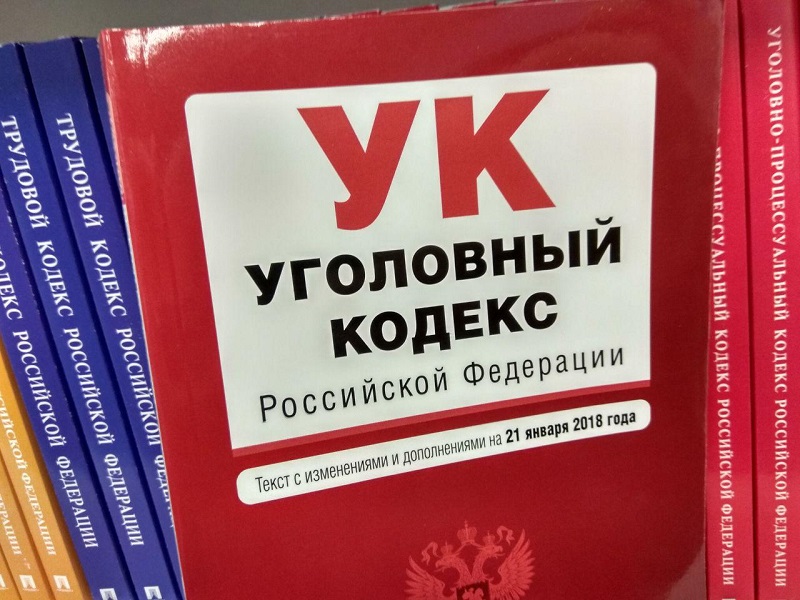 УК
УГОЛОВНЫЙ
КОДЕКС
Российской Федерации
Текст с изменениями и дополнениями на 21 января 2018 года
ТРУДОВОЙ КОДЕКС РОССИЙСКОЙ ФЕДЕРАЦИИ
ТРУДОВОЙ КОДЕКС РОССИЙСКОЙ ФЕДЕРАЦИИ
КОДЕКС РОССИЙСКОЙ
ФЕДЕРАЦИИ
ПРОЦЕССУАЛЬНЫЙ КОДЕКС РОССИЙСКОЙ ФЕДЕРАЦИИ
УГОЛОВНО-ПРОЦЕССУАЛЬНЫЙ КОДЕКС РОССИЙСКОЙ ФЕДЕРАЦИИ